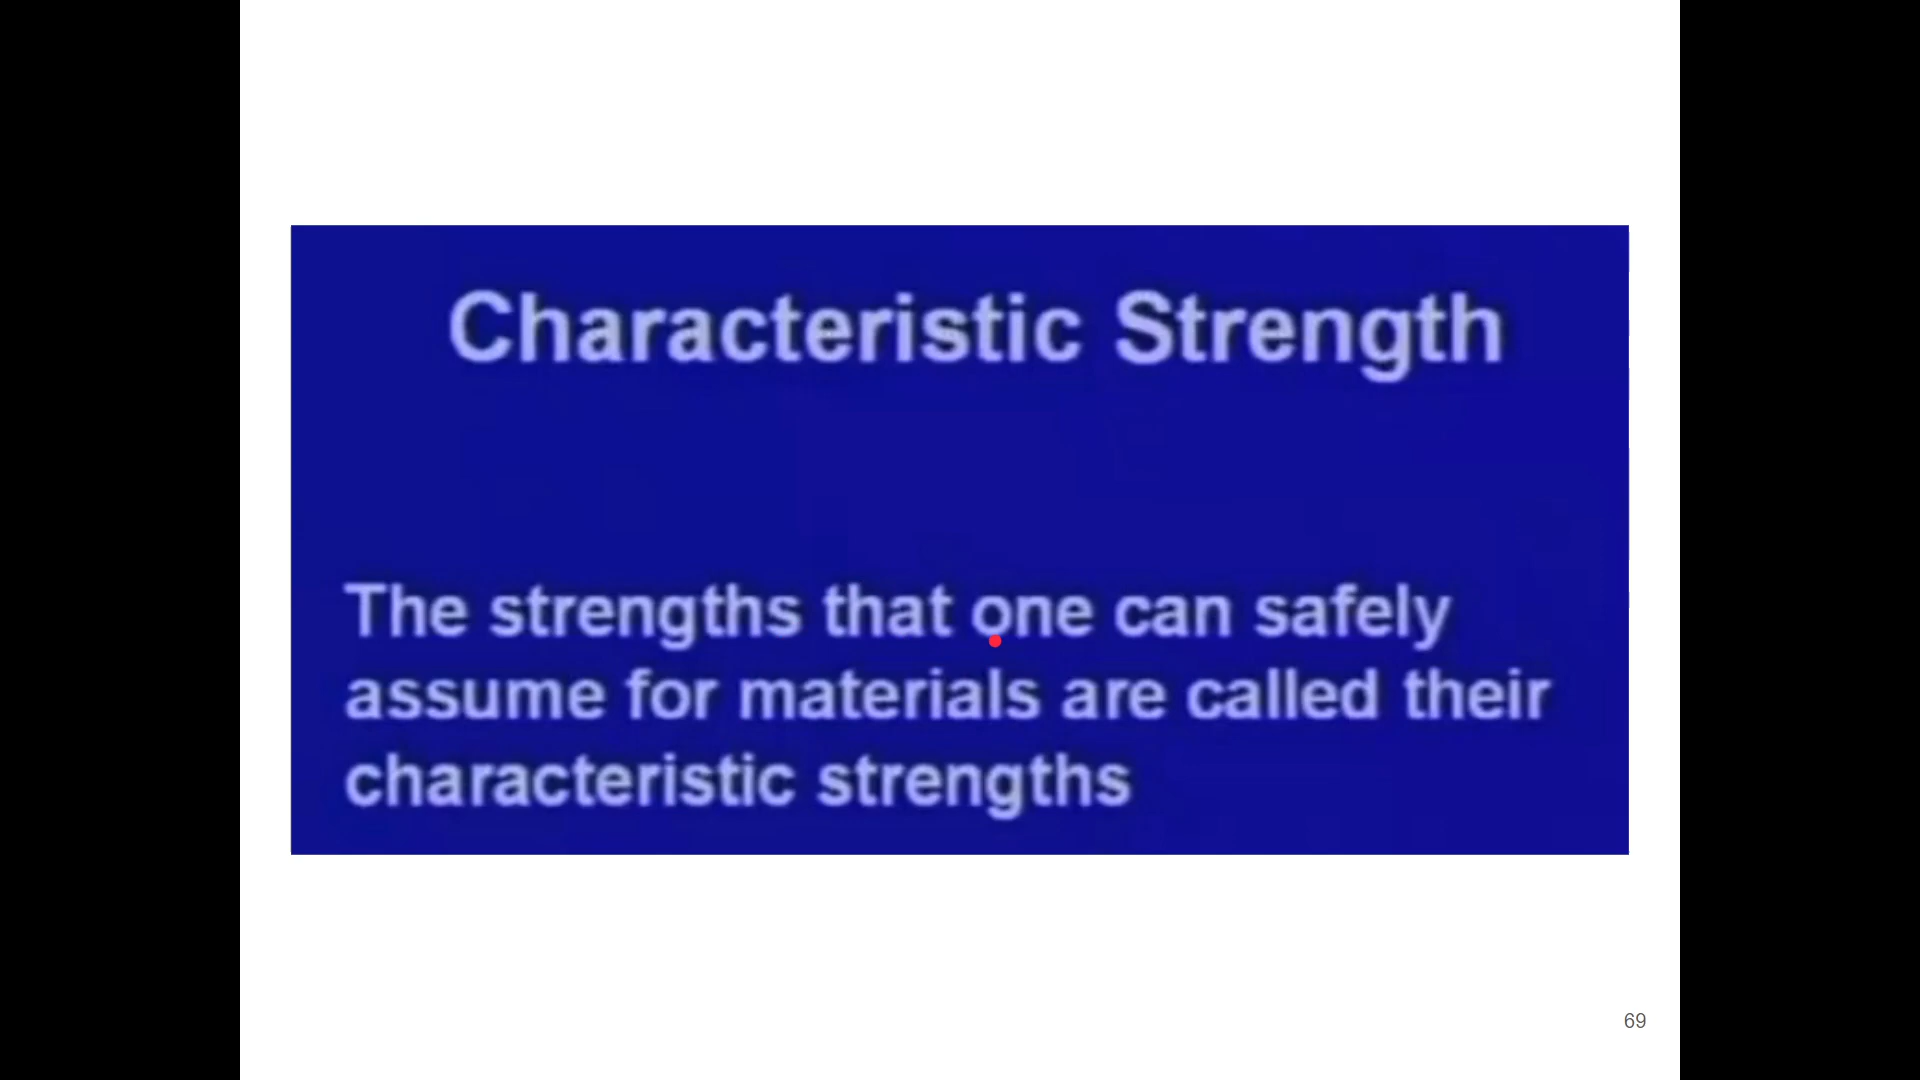 Characteristic Strength
The strengths that one can safely
assume for materials are called their
characteristic strengths
69